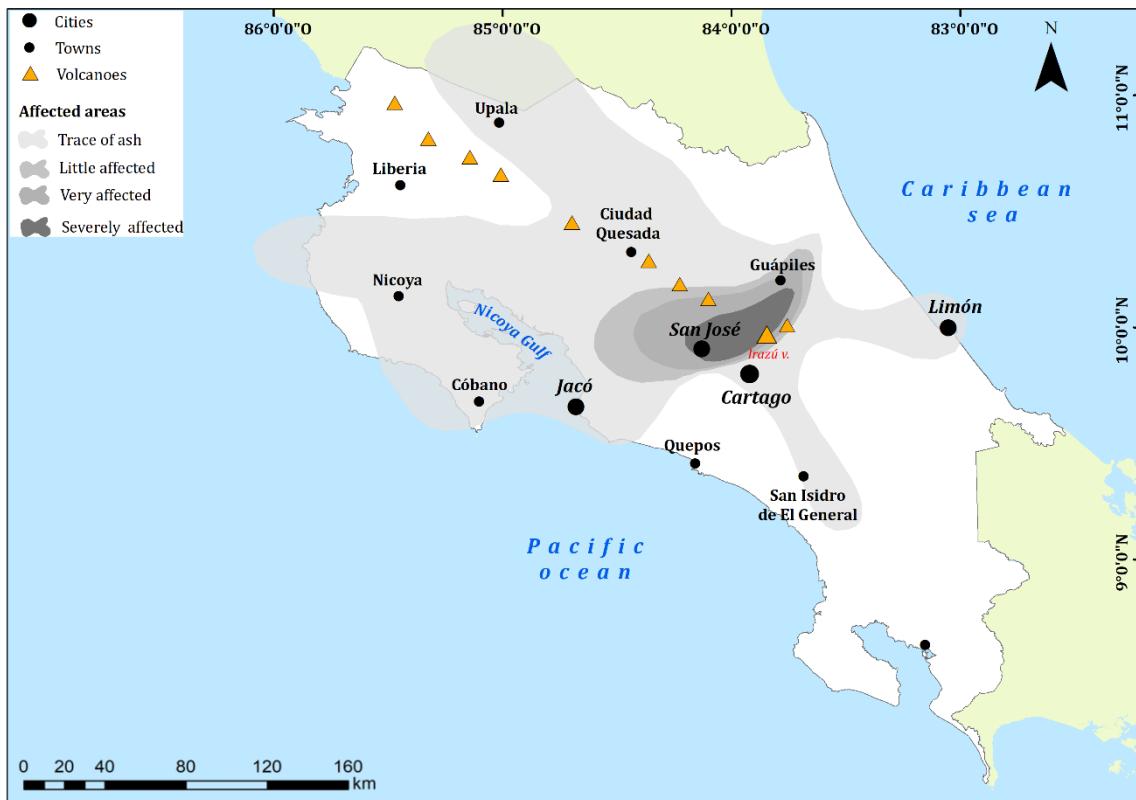 86°0'0"O
85°0'0"O
84°0'0"O
83°0'0"O
N
Cities
Towns
Volcanoes
Affected areas
Trace of ash
Little affected
Very affected
Severely affected
11°0'0"N
10°0'0"N
9°0'0"N
Upala
Liberia
Caribbean
sea
Ciudad
Quesada
Guápiles
Nicoya
Limón
Nicoya Gulf
San José
Irazú v.
Cóbano
Jacó
Cartago
Quepos
San Isidro
de El General
Pacific
ocean
0 20 40 80 120 160
km